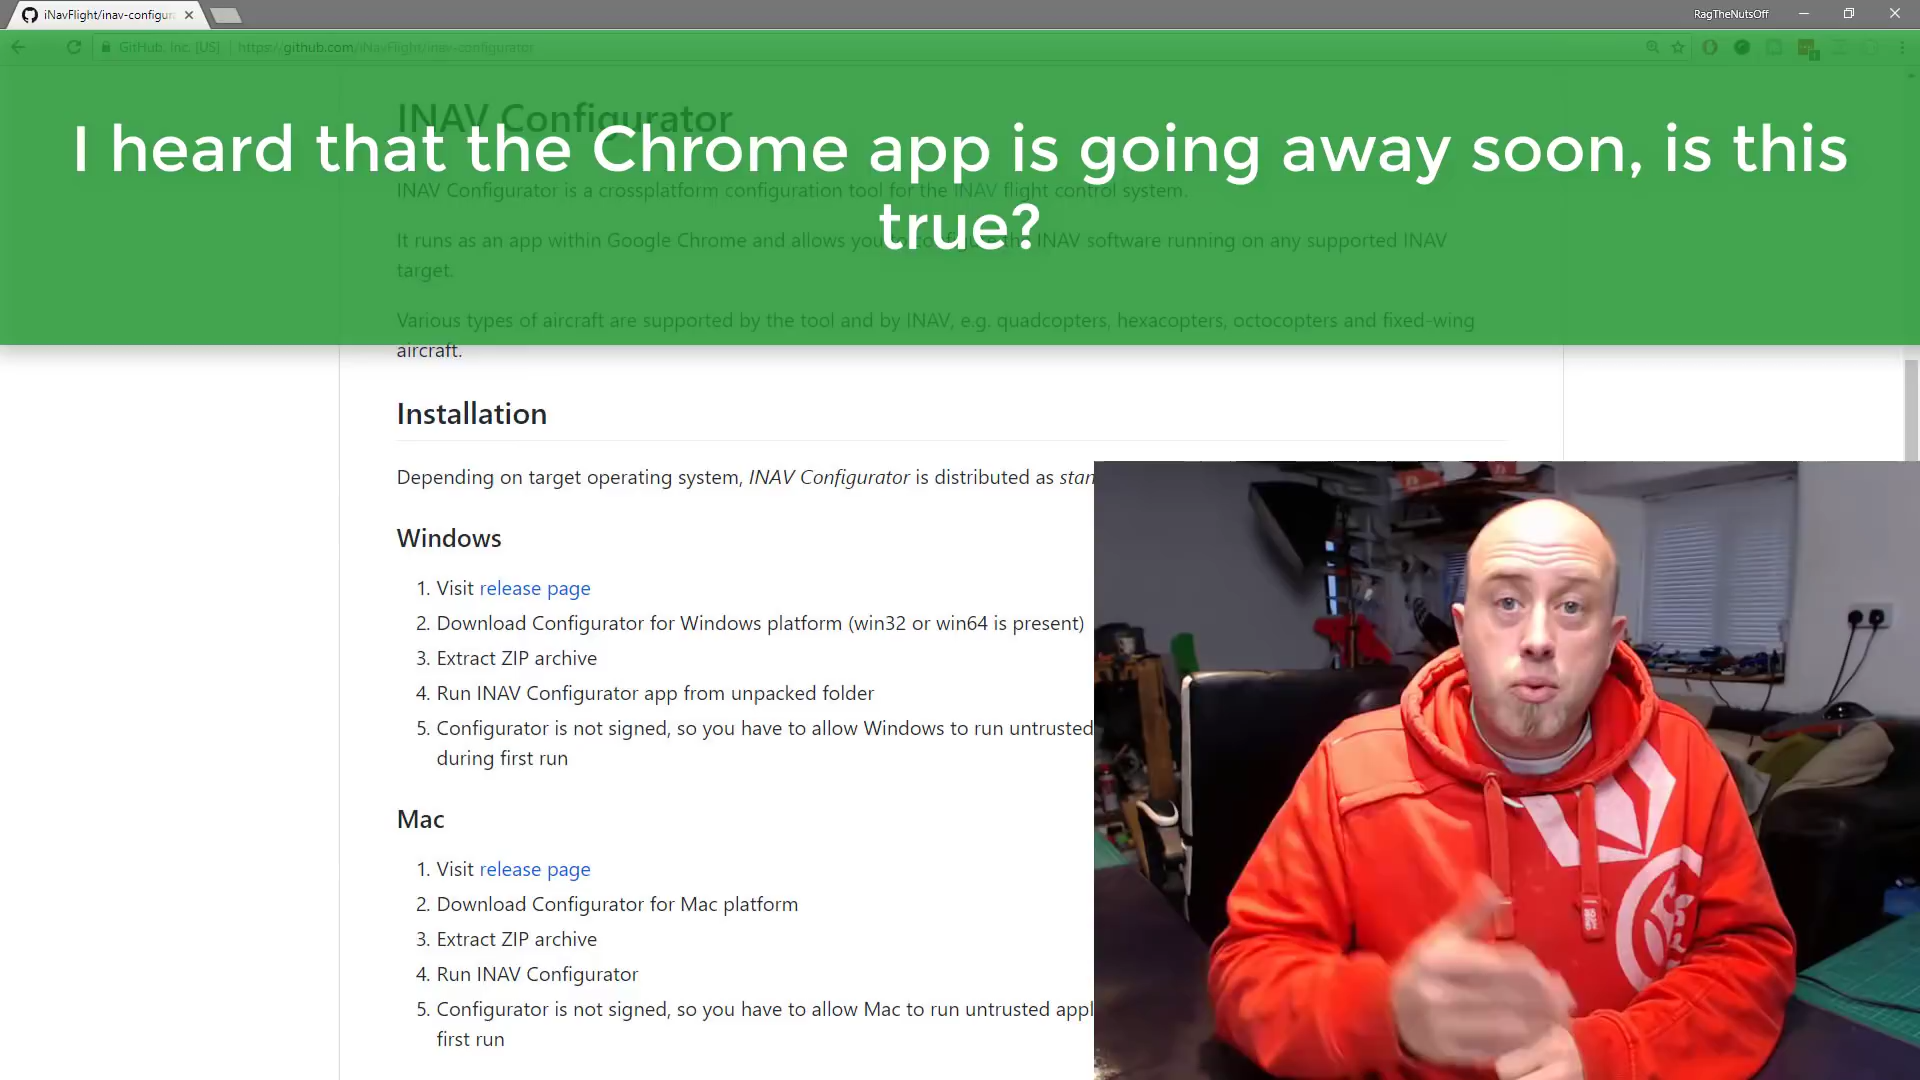 iNavFlight/inav-configur
RagTheNutsOff
GitHub, Inc. [US] | https://github.com/iNavFlight/inav-configurator
INAV Configurator
I heard that the Chrome app is going away soon, is this
true?
INAV Configurator is a crossplatform configuration tool for the INAV flight control system.
It runs as an app within Google Chrome and allows you to configure the INAV software running on any supported INAV
target.
Various types of aircraft are supported by the tool and by INAV, e.g. quadcopters, hexacopters, octocopters and fixed-wing
aircraft.
Installation
Depending on target operating system, INAV Configurator is distributed as stan
Windows
1. Visit release page
2. Download Configurator for Windows platform (win32 or win64 is present)
3. Extract ZIP archive
4. Run INAV Configurator app from unpacked folder
5. Configurator is not signed, so you have to allow Windows to run untrusted
during first run
Mac
1. Visit release page
2. Download Configurator for Mac platform
3. Extract ZIP archive
4. Run INAV Configurator
5. Configurator is not signed, so you have to allow Mac to run untrusted appl
first run